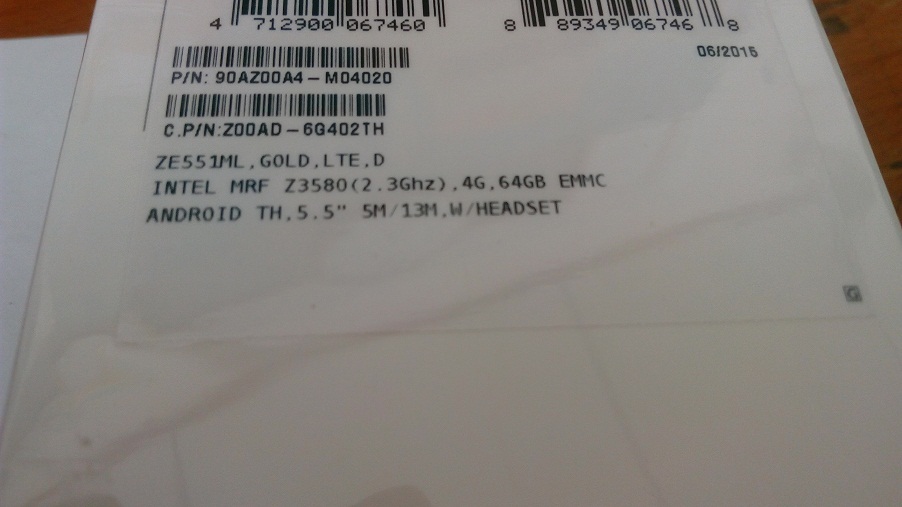 4 712900 067460
8 89349 06746 8
06/2015
P/N: 90AZ00A4-M04020
C.P/N:Z00AD-6G402TH
ZE551ML,GOLD,LTE,D
INTEL MRF Z3580(2.3Ghz),4G,64GB EMMC
ANDROID TH,5.5" 5M/13M,W/HEADSET
G